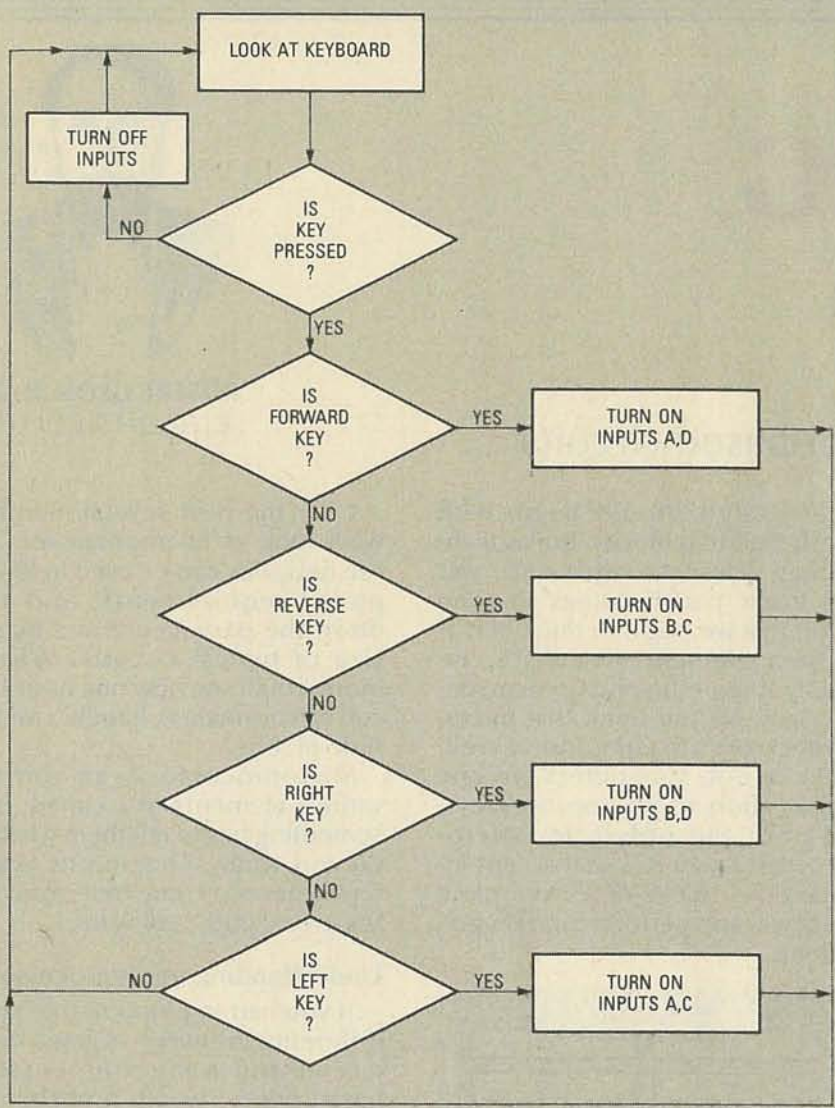 LOOK AT KEYBOARD
TURN OFF
INPUTS
NO
IS
KEY
PRESSED
?
YES
IS
FORWARD
KEY
?
YES
TURN ON
INPUTS A,D
NO
IS
REVERSE
KEY
?
YES
TURN ON
INPUTS B,C
NO
IS
RIGHT
KEY
?
YES
TURN ON
INPUTS B,D
NO
NO
IS
LEFT
KEY
?
YES
TURN ON
INPUTS A,C